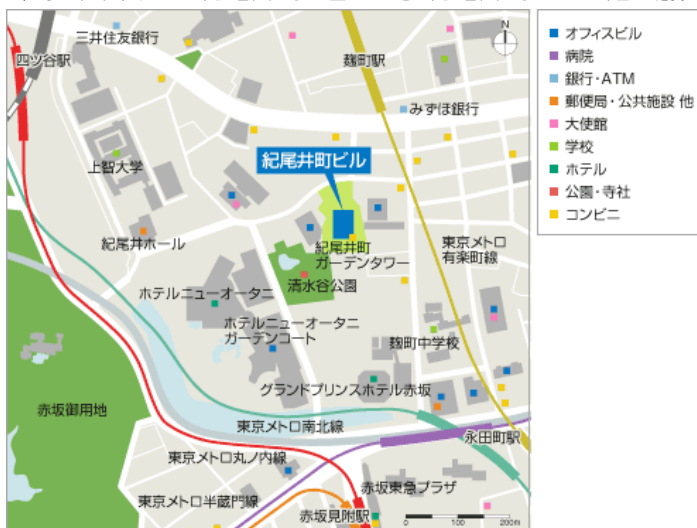 三井住友銀行
四ツ谷駅
麹町駅
N
みずほ銀行
上智大学
紀尾井町ビル
紀尾井ホール
紀尾井町
ガーデンタワー
東京メトロ
有楽町線
清水谷公園
ホテルニューオータニ
ホテルニューオータニ
ガーデンコート
麹町中学校
グランドプリンスホテル赤坂
赤坂御用地
東京メトロ南北線
永田町駅
東京メトロ丸ノ内線
赤坂東急プラザ
東京メトロ半蔵門線
赤坂見附駅
0 100 200m
オフィスビル
病院
銀行・ATM
郵便局・公共施設 他
大使館
学校
ホテル
公園・寺社
コンビニ